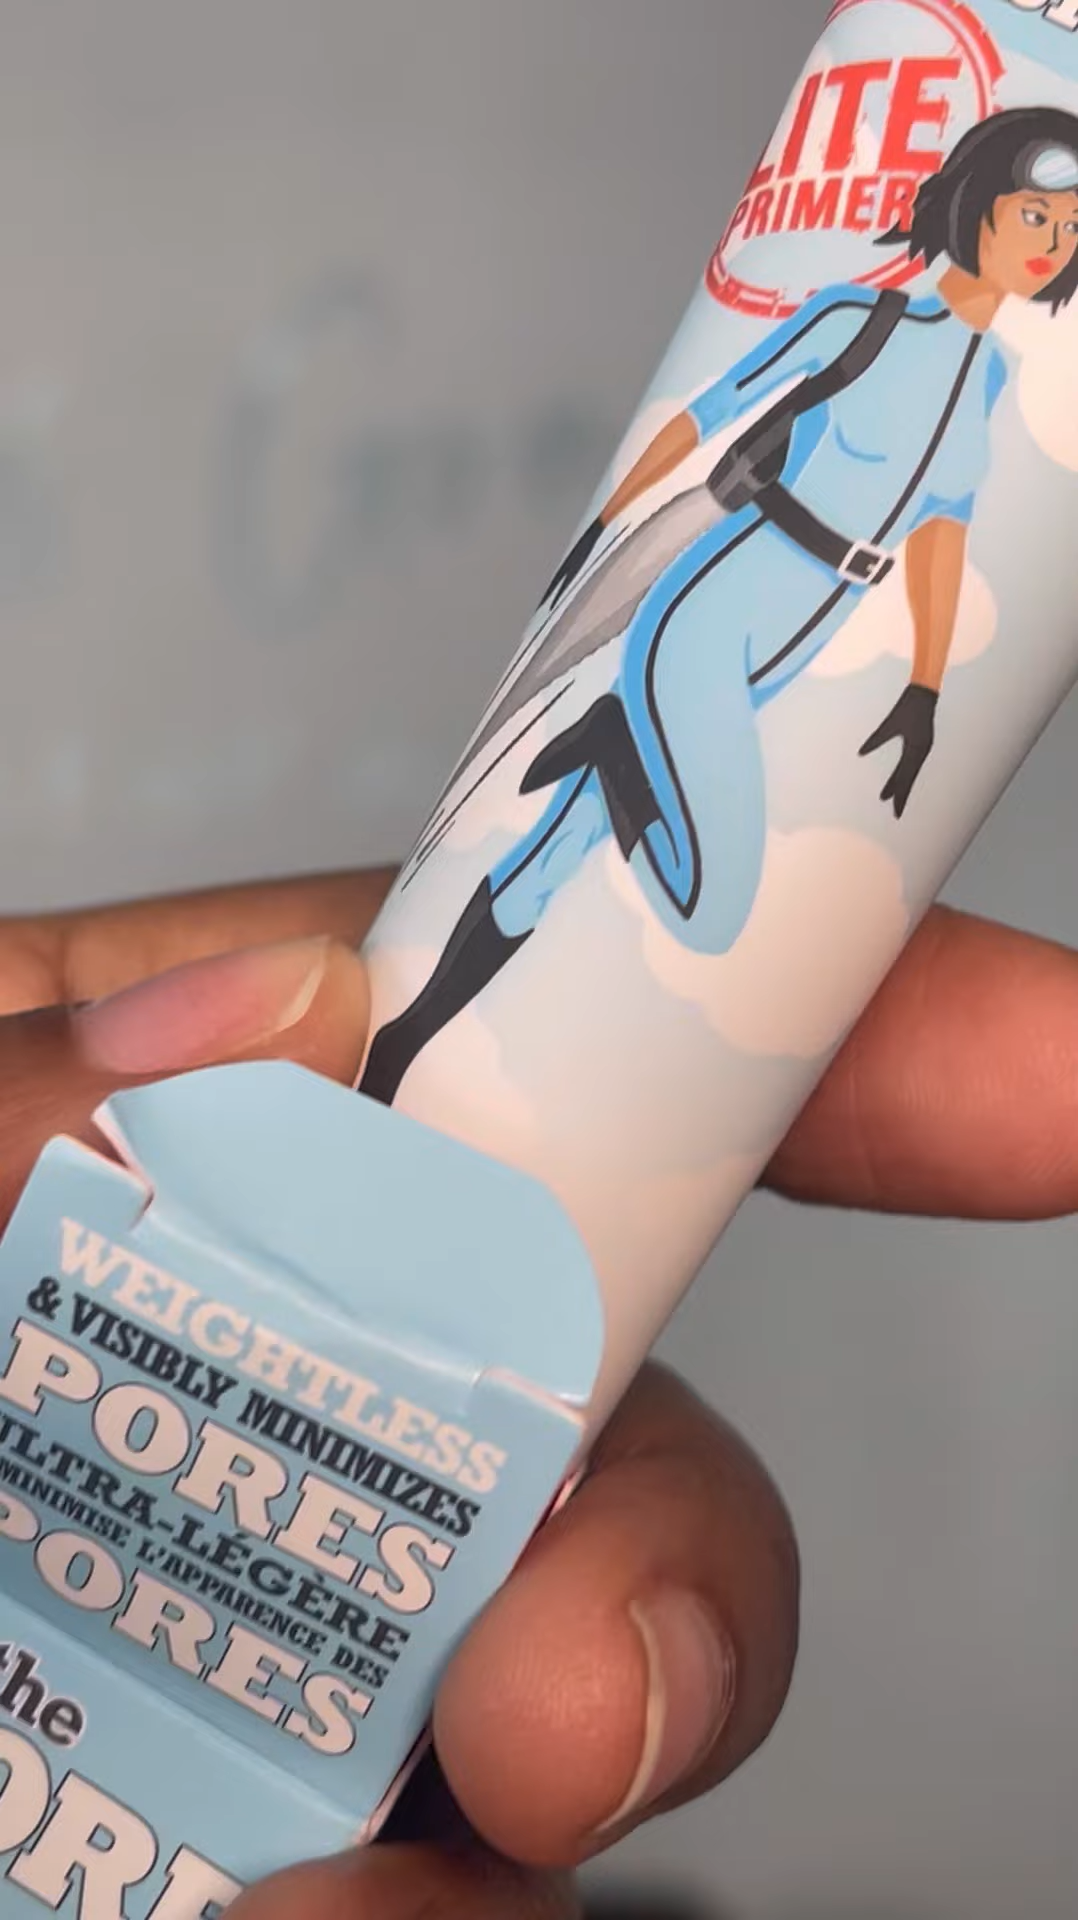 LITE
PRIMER
WEIGHTLESS
& VISIBLY MINIMIZES
PORES
ULTRA-LÉGÈRE
MINIMISE L'APPARENCE DES
PORES
the